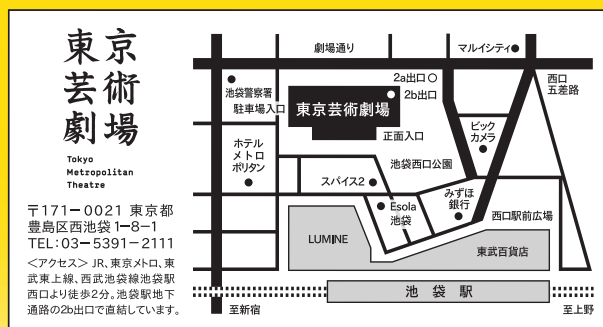 東京
芸術
劇場
Tokyo
Metropolitan
Theatre
〒171-0021 東京都
豊島区西池袋1-8-1
TEL:03-5391-2111
<アクセス> JR、東京メトロ、東
武東上線、西武池袋線池袋駅
西口より徒歩2分。池袋駅地下
通路の2b出口で直結しています。
劇場通り
マルイシティ
2a出口
2b出口
西口
五差路
池袋警察署
駐車場入口
東京芸術劇場
正面入口
ビック
カメラ
ホテル
メトロ
ポリタン
池袋西口公園
スパイス2
Esola
池袋
みずほ
銀行
西口駅前広場
LUMINE
東武百貨店
池袋駅
至新宿
至上野